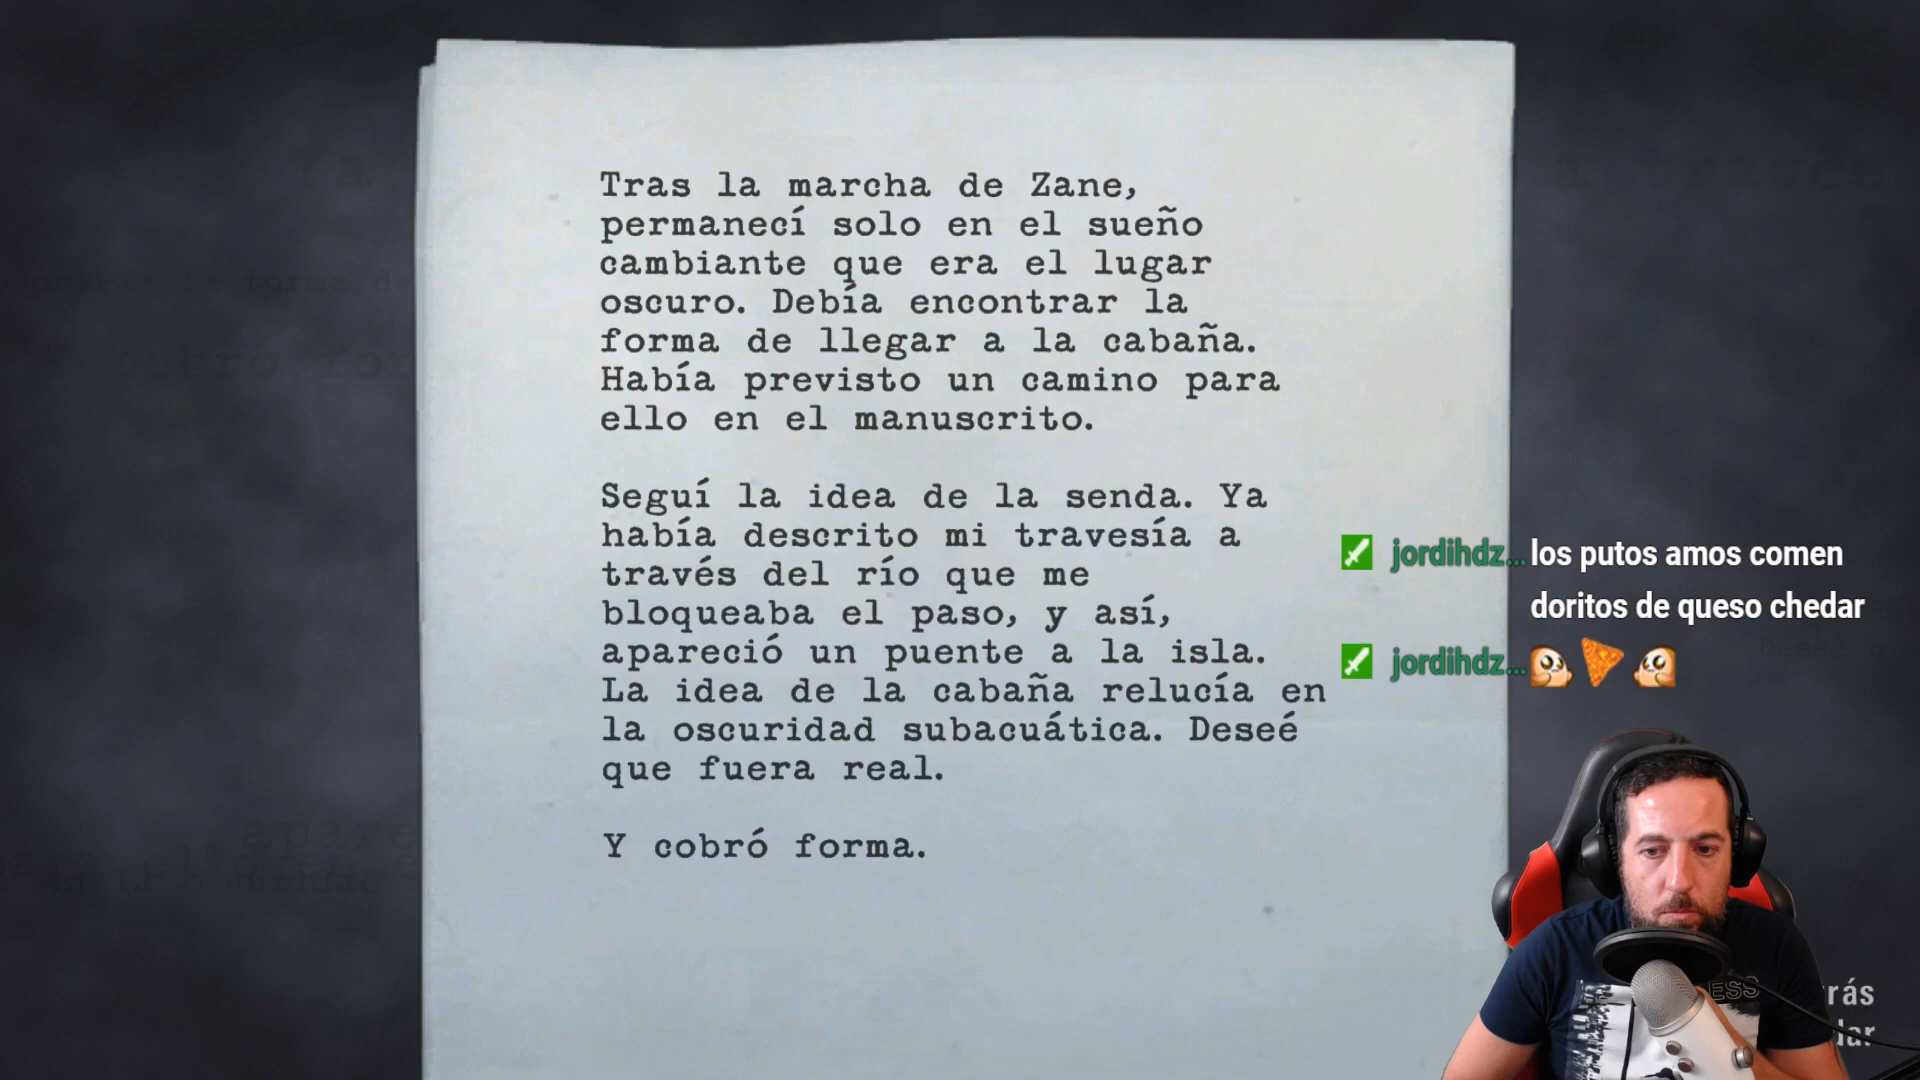 Tras la marcha de Zane,
permanecí solo en el sueño
cambiante que era el lugar
oscuro. Debía encontrar la
forma de llegar a la cabaña.
Había previsto un camino para
ello en el manuscrito.
Seguí la idea de la senda. Ya
había descrito mi travesía a
través del río que me
bloqueaba el paso, y así,
apareció un puente a la isla.
La idea de la cabaña relucía en
la oscuridad subacuática. Deseé
que fuera real.
Y cobró forma.
jordihdz... los putos amos comen
doritos de queso chedar
jordihdz...